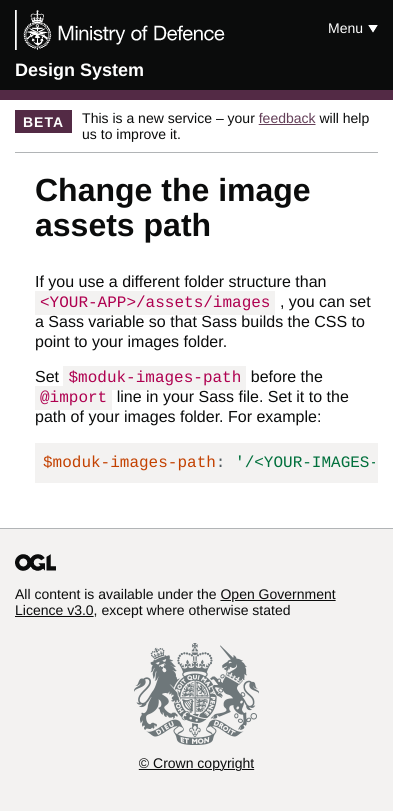 Ministry of Defence
Menu ▼
Design System
BETA
This is a new service – your feedback will help
us to improve it.
Change the image
assets path
If you use a different folder structure than
<YOUR-APP>/assets/images , you can set
a Sass variable so that Sass builds the CSS to
point to your images folder.
Set $moduk-images-path before the
@import line in your Sass file. Set it to the
path of your images folder. For example:
$moduk-images-path: '/<YOUR-IMAGES-
OGL
All content is available under the Open Government
Licence v3.0, except where otherwise stated
DIEU ET MON DROIT
© Crown copyright